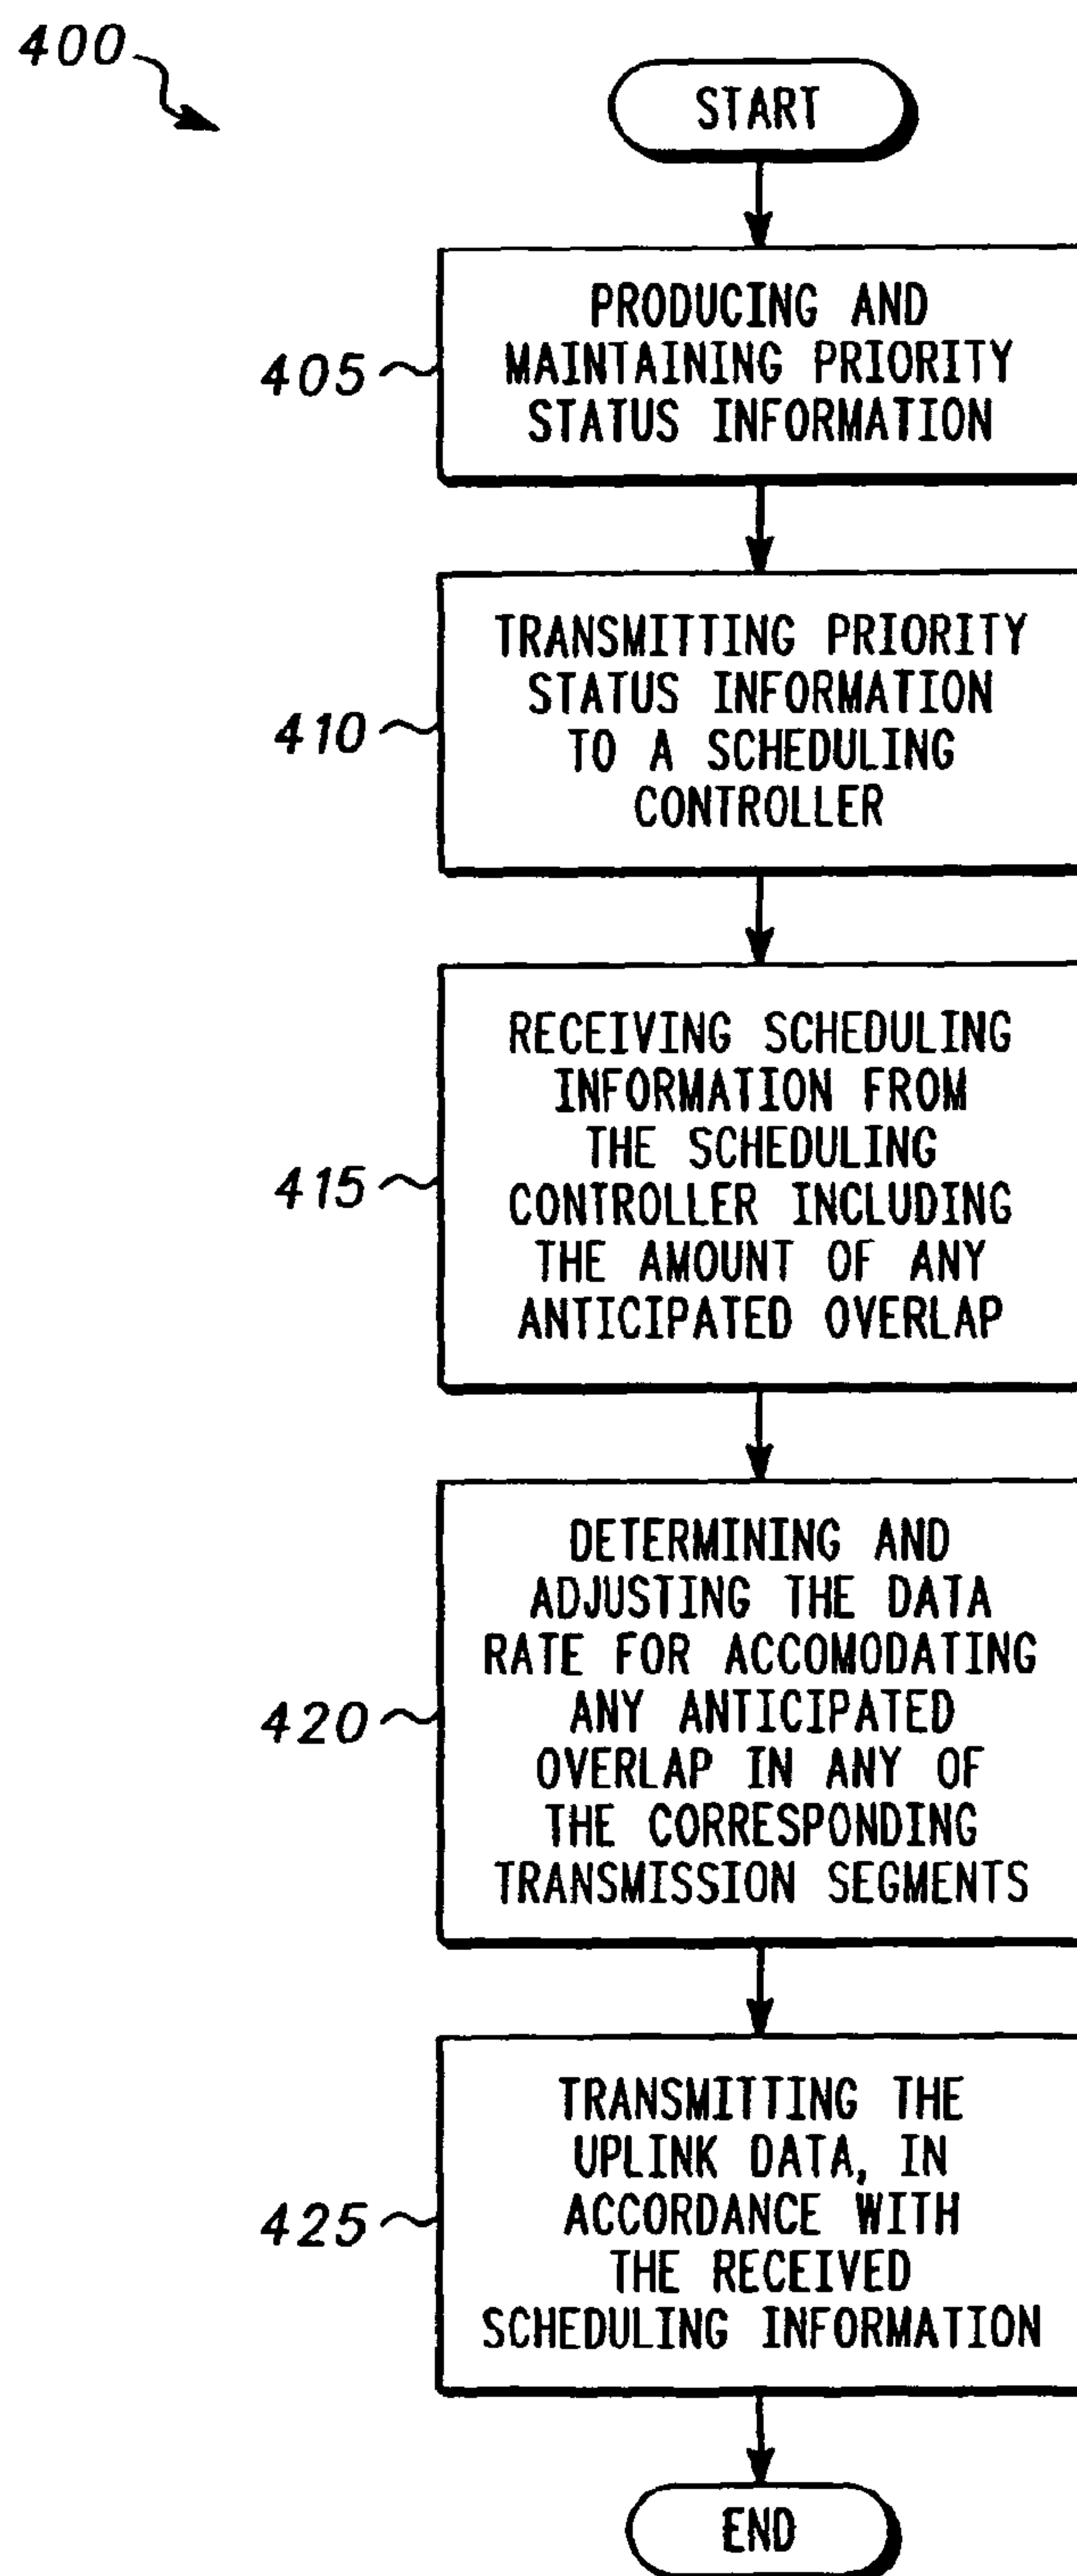 400
START
405
PRODUCING AND
MAINTAINING PRIORITY
STATUS INFORMATION
410
TRANSMITTING PRIORITY
STATUS INFORMATION
TO A SCHEDULING
CONTROLLER
415
RECEIVING SCHEDULING
INFORMATION FROM
THE SCHEDULING
CONTROLLER INCLUDING
THE AMOUNT OF ANY
ANTICIPATED OVERLAP
420
DETERMINING AND
ADJUSTING THE DATA
RATE FOR ACCOMODATING
ANY ANTICIPATED
OVERLAP IN ANY OF
THE CORRESPONDING
TRANSMISSION SEGMENTS
425
TRANSMITTING THE
UPLINK DATA, IN
ACCORDANCE WITH
THE RECEIVED
SCHEDULING INFORMATION
END